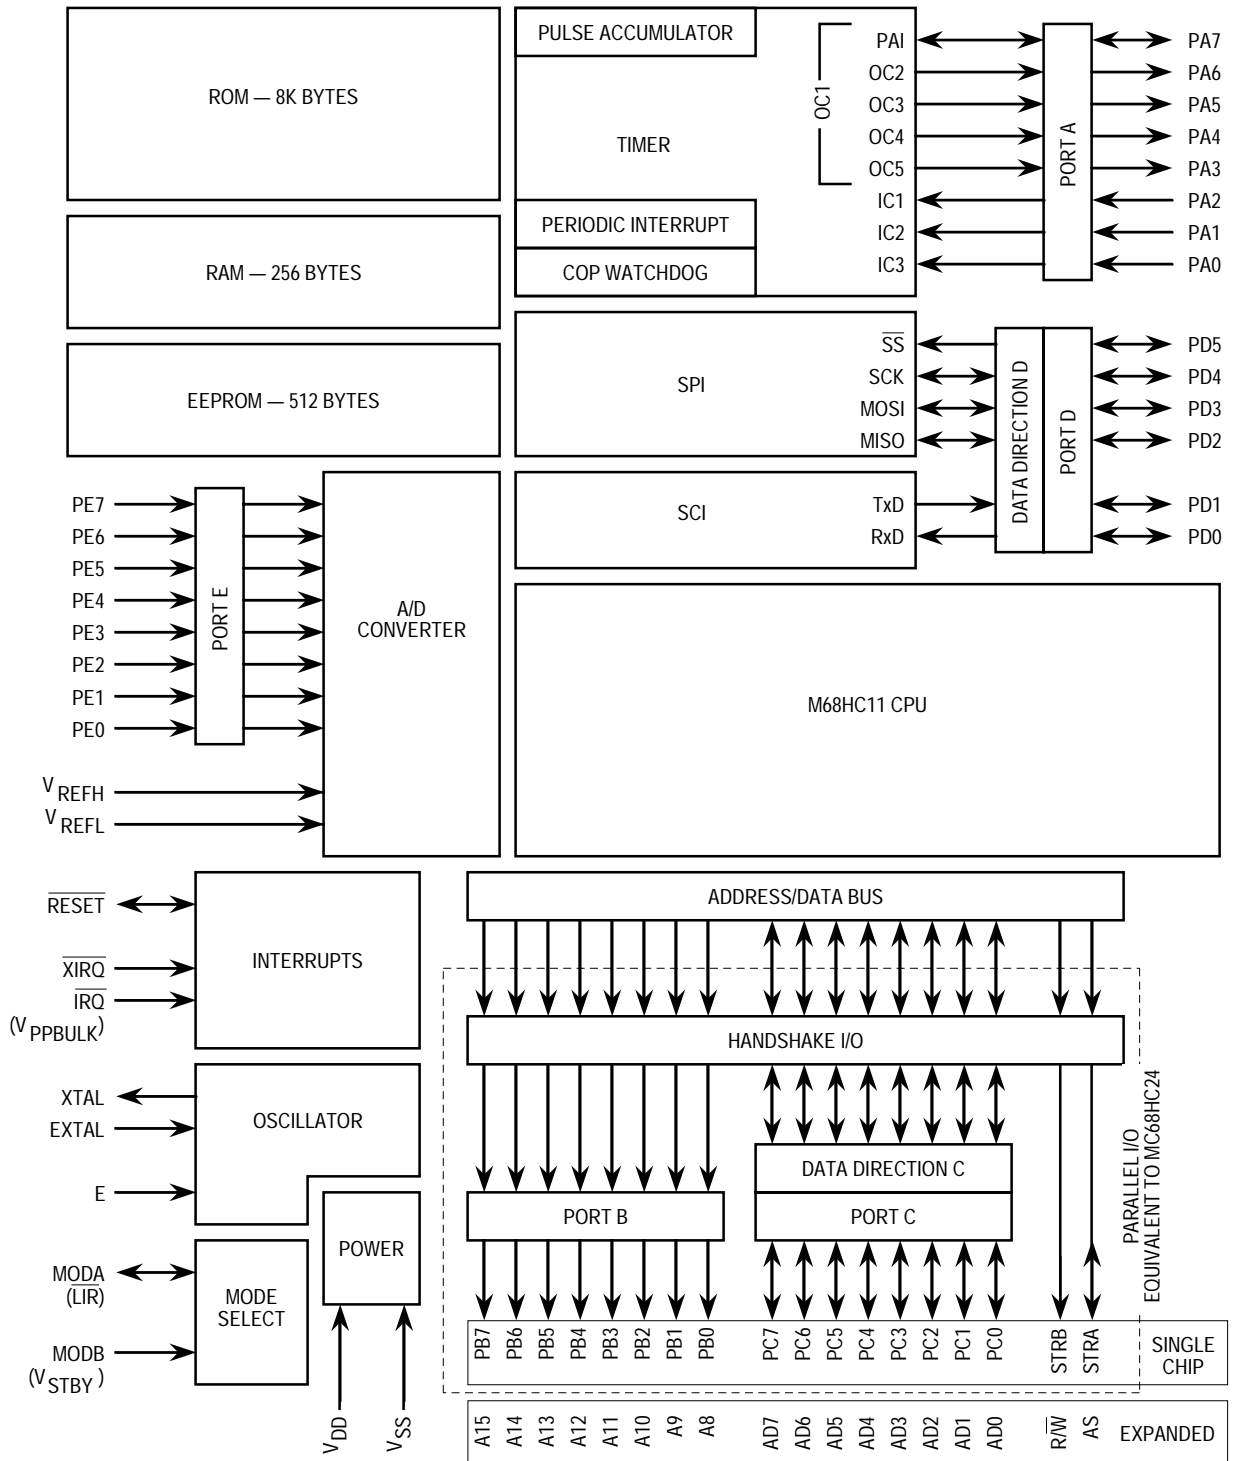 ROM — 8K BYTES
RAM — 256 BYTES
EEPROM — 512 BYTES
PULSE ACCUMULATOR
TIMER
PERIODIC INTERRUPT
COP WATCHDOG
OC1
PAI
OC2
OC3
OC4
OC5
IC1
IC2
IC3
PORT A
PA7
PA6
PA5
PA4
PA3
PA2
PA1
PA0
SPI
SS
SCK
MOSI
MISO
SCI
TxD
RxD
DATA DIRECTION D
PORT D
PD5
PD4
PD3
PD2
PD1
PD0
PE7
PE6
PE5
PE4
PE3
PE2
PE1
PE0
PORT E
A/D
CONVERTER
VREFH
VREFL
M68HC11 CPU
RESET
XIRQ
IRQ
(VPPBULK)
INTERRUPTS
XTAL
EXTAL
E
OSCILLATOR
MODA
(LIR)
MODB
(VSTBY)
MODE
SELECT
POWER
VDD
VSS
ADDRESS/DATA BUS
HANDSHAKE I/O
DATA DIRECTION C
PORT B
PORT C
PARALLEL I/O
EQUIVALENT TO MC68HC24
PB7 PB6 PB5 PB4 PB3 PB2 PB1 PB0 PC7 PC6 PC5 PC4 PC3 PC2 PC1 PC0 STRB STRA
SINGLE
CHIP
A15 A14 A13 A12 A11 A10 A9 A8 AD7 AD6 AD5 AD4 AD3 AD2 AD1 AD0 R/W AS EXPANDED